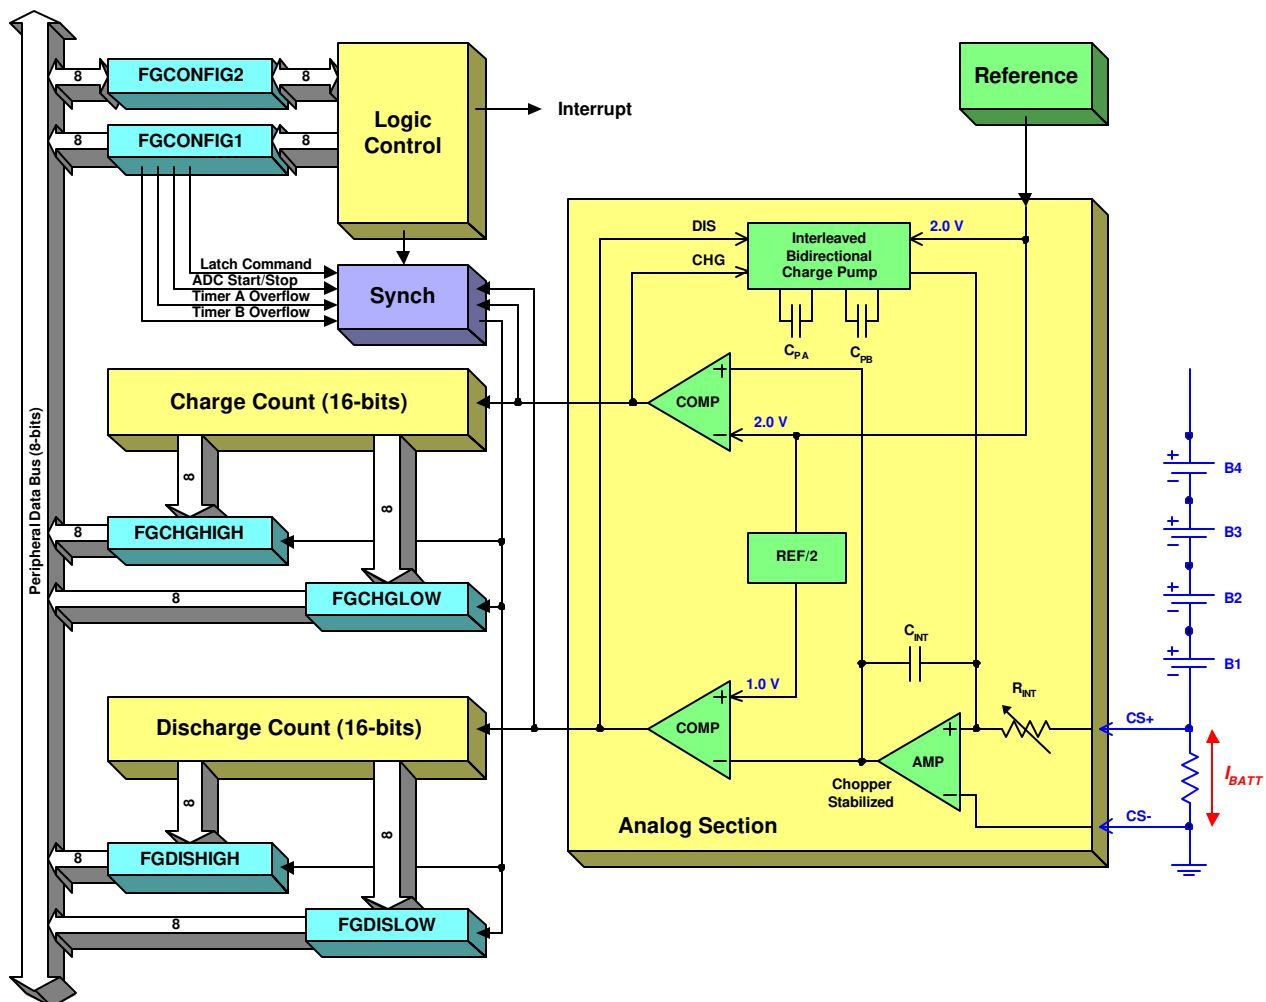 Peripheral Data Bus (8-bits)
8
FGCONFIG2
8
8
FGCONFIG1
8
Logic
Control
Interrupt
Reference
Latch Command
ADC Start/Stop
Timer A Overflow
Timer B Overflow
Synch
DIS
CHG
Interleaved
Bidirectional
Charge Pump
2.0 V
CPA
CPB
Charge Count (16-bits)
COMP
+
−
2.0 V
8
8
8
FGCHGHIGH
8
FGCHGLOW
REF/2
CINT
1.0 V
Discharge Count (16-bits)
COMP
+
−
8
8
8
FGDISHIGH
8
FGDISLOW
RINT
+
−
AMP
Chopper
Stabilized
Analog Section
CS+
CS-
+
−
B4
+
−
B3
+
−
B2
+
−
B1
IBATT